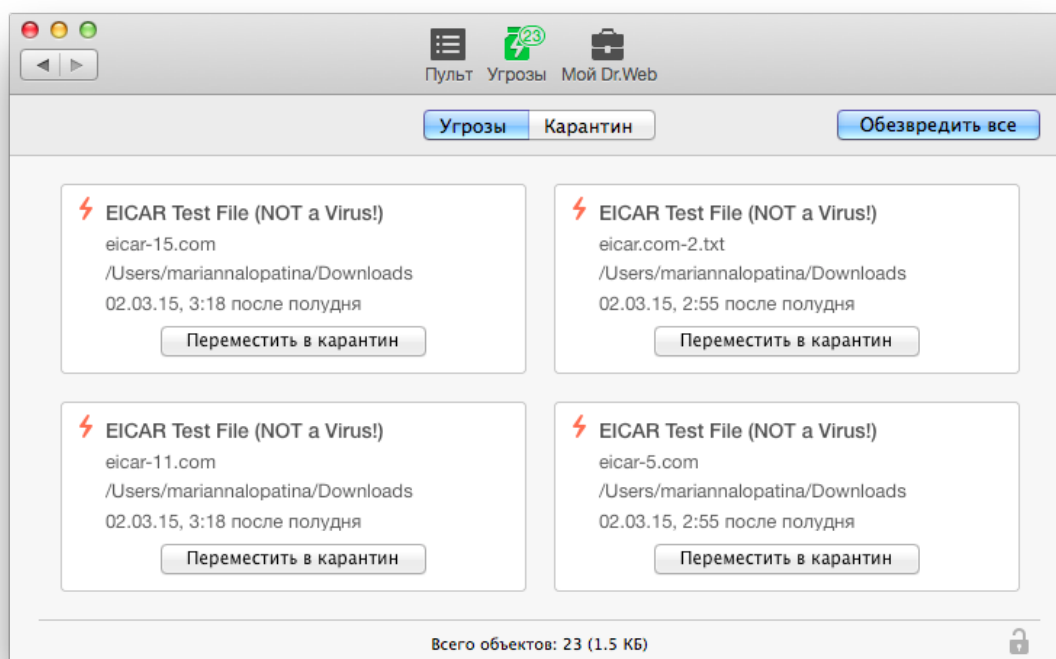 23
Пульт Угрозы Мой Dr.Web
Угрозы Карантин Обезвредить все
EICAR Test File (NOT a Virus!)
eicar-15.com
/Users/mariannalopatina/Downloads
02.03.15, 3:18 после полудня
Переместить в карантин
EICAR Test File (NOT a Virus!)
eicar.com-2.txt
/Users/mariannalopatina/Downloads
02.03.15, 2:55 после полудня
Переместить в карантин
EICAR Test File (NOT a Virus!)
eicar-11.com
/Users/mariannalopatina/Downloads
02.03.15, 3:18 после полудня
Переместить в карантин
EICAR Test File (NOT a Virus!)
eicar-5.com
/Users/mariannalopatina/Downloads
02.03.15, 2:55 после полудня
Переместить в карантин
Всего объектов: 23 (1.5 КБ)